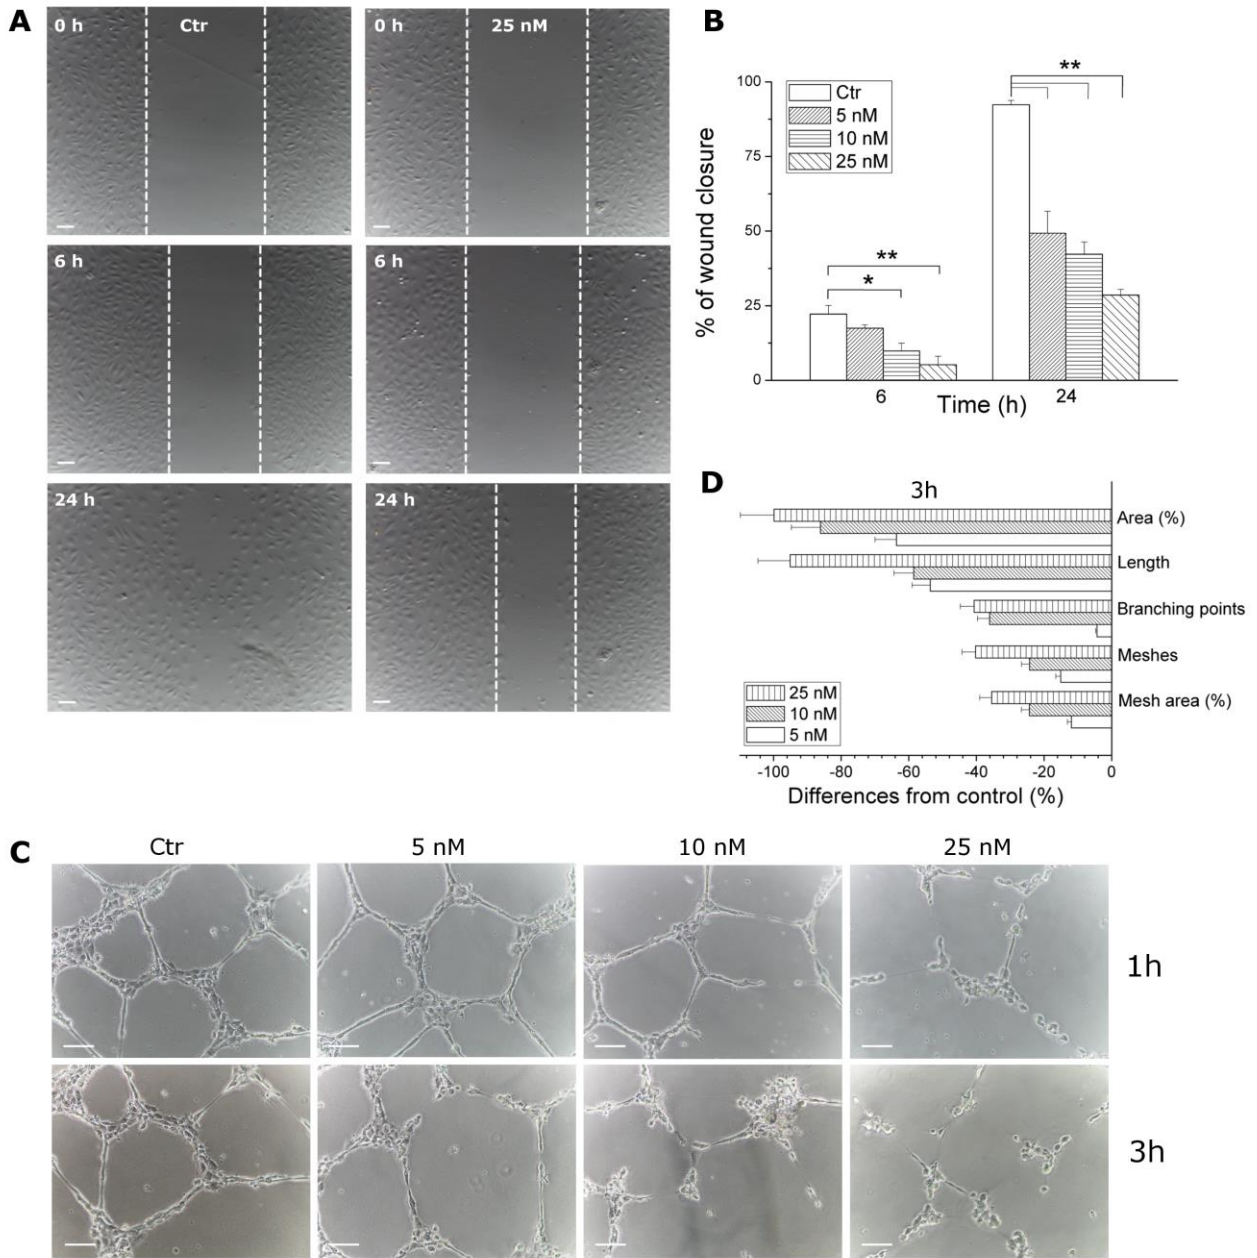 A
0 h
Ctr
0 h
25 nM
6 h
6 h
24 h
24 h
B
% of wound closure
100
75
50
25
0
Ctr
5 nM
10 nM
25 nM
*
**
**
6
24
Time (h)
D
3h
Area (%)
Length
Branching points
Meshes
Mesh area (%)
25 nM
10 nM
5 nM
-100
-80
-60
-40
-20
0
Differences from control (%)
C
Ctr
5 nM
10 nM
25 nM
1h
3h